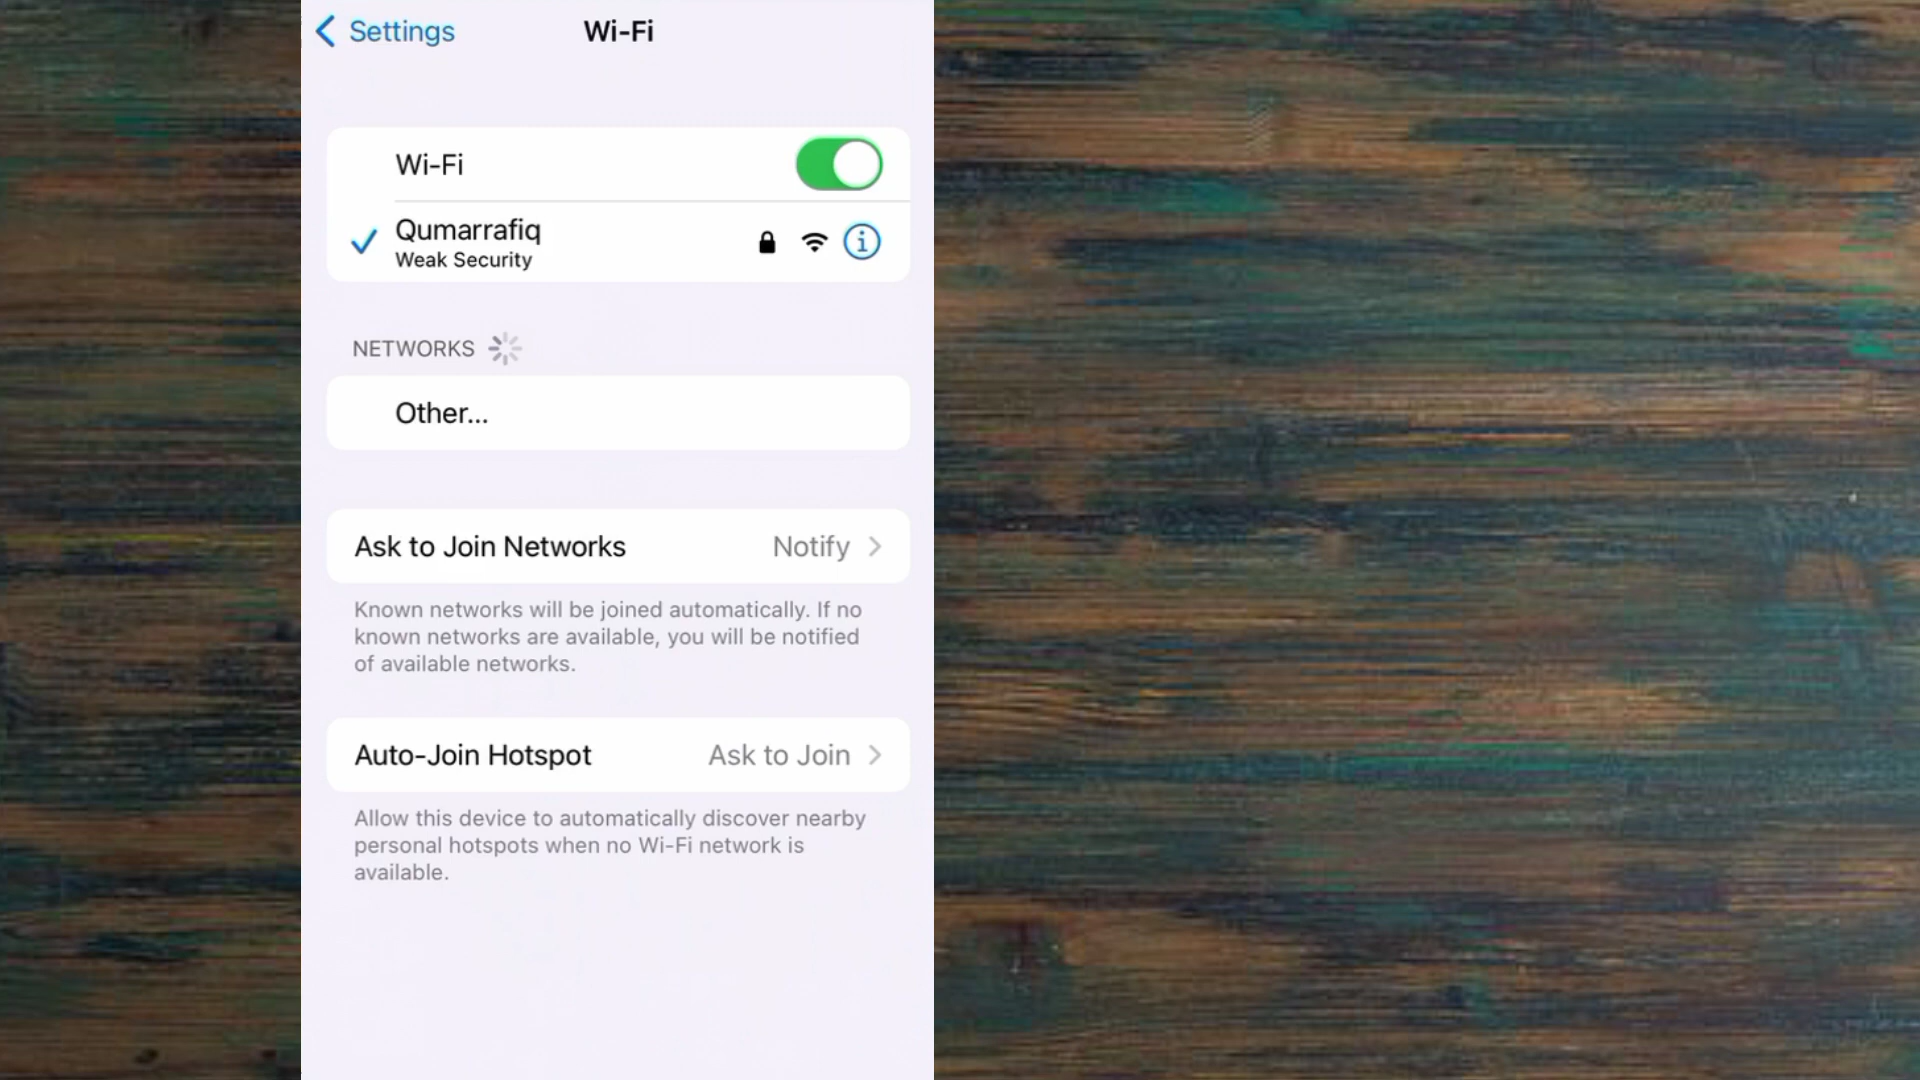 Settings
Wi-Fi
Wi-Fi
Qumarrafiq
Weak Security
NETWORKS
Other...
Ask to Join Networks Notify
Known networks will be joined automatically. If no
known networks are available, you will be notified
of available networks.
Auto-Join Hotspot Ask to Join
Allow this device to automatically discover nearby
personal hotspots when no Wi-Fi network is
available.